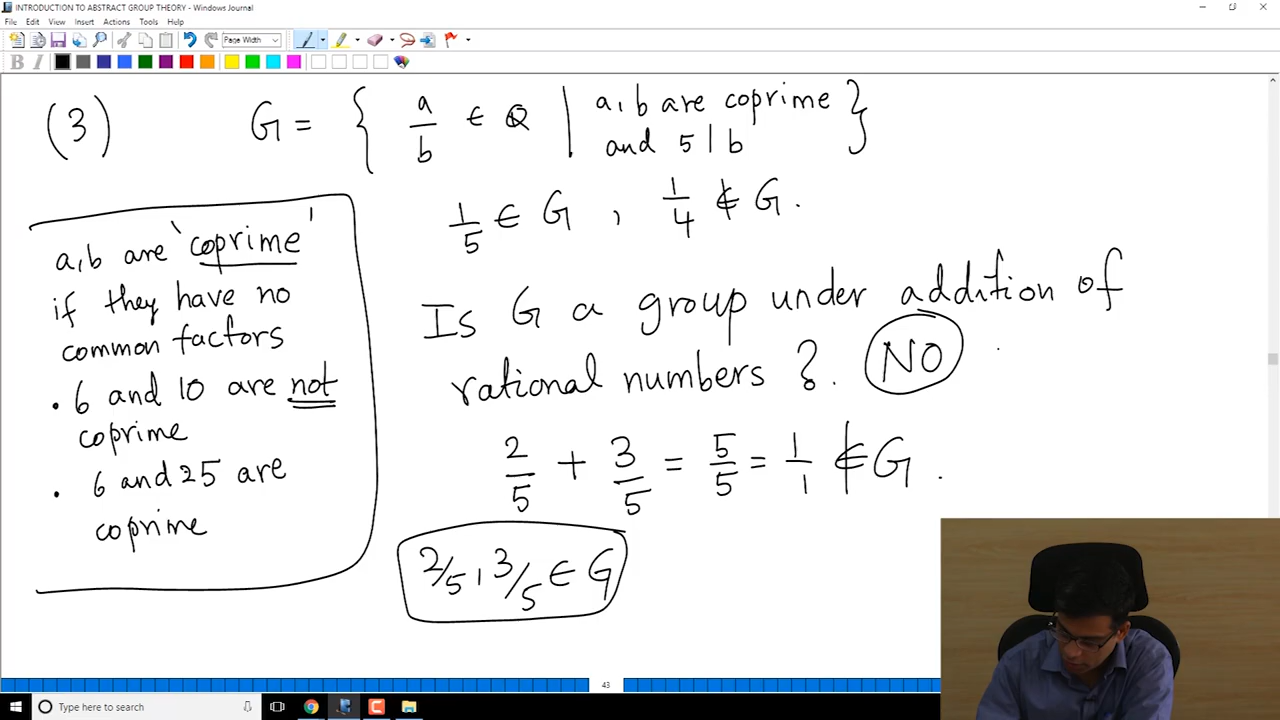 INTRODUCTION TO ABSTRACT GROUP THEORY - Windows Journal
File Edit View Insert Actions Tools Help
Page Width
B I
(3) G = { a/b ∈ Q | a, b are coprime and 5 | b }
1/5 ∈ G , 1/4 ∉ G .
a, b are 'coprime'
if they have no
common factors
• 6 and 10 are not
coprime
• 6 and 25 are
coprime
Is G a group under addition of
rational numbers ? . NO
2/5 + 3/5 = 5/5 = 1/1 ∉ G .
2/5 , 3/5 ∈ G
43
Type here to search